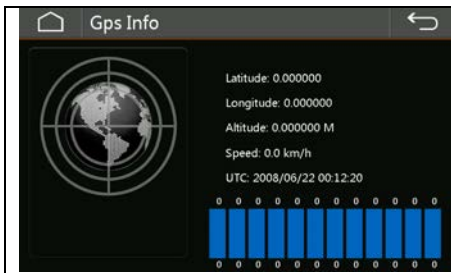 Gps Info
Latitude: 0.000000
Longitude: 0.000000
Altitude: 0.000000 M
Speed: 0.0 km/h
UTC: 2008/06/22 00:12:20
0 0 0 0 0 0 0 0 0 0 0 0
0 0 0 0 0 0 0 0 0 0 0 0